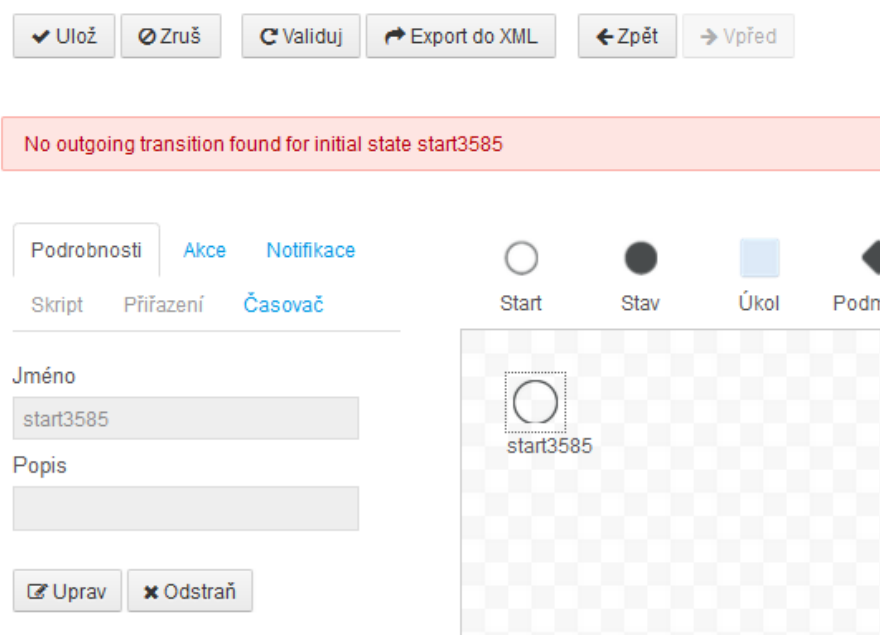 Ulož Zruš Validuj Export do XML Zpět Vpřed
No outgoing transition found for initial state start3585
Podrobnosti Akce Notifikace
Skript Přiřazení Časovač
Start Stav Úkol
Jméno
start3585
Popis
Uprav Odstraň
start3585